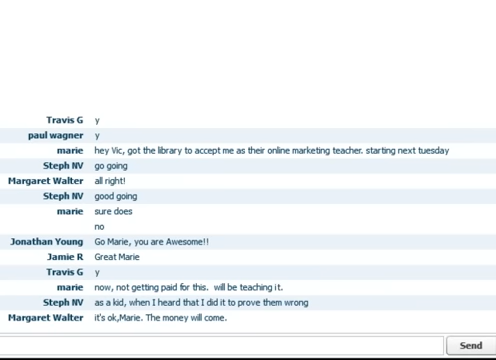 Travis G y
paul wagner y
marie hey Vic, got the library to accept me as their online marketing teacher. starting next tuesday
Steph NV go going
Margaret Walter all right!
Steph NV good going
marie sure does
no
Jonathan Young Go Marie, you are Awesome!!
Jamie R Great Marie
Travis G y
marie now, not getting paid for this. will be teaching it.
Steph NV as a kid, when I heard that I did it to prove them wrong
Margaret Walter it's ok,Marie. The money will come.
Send